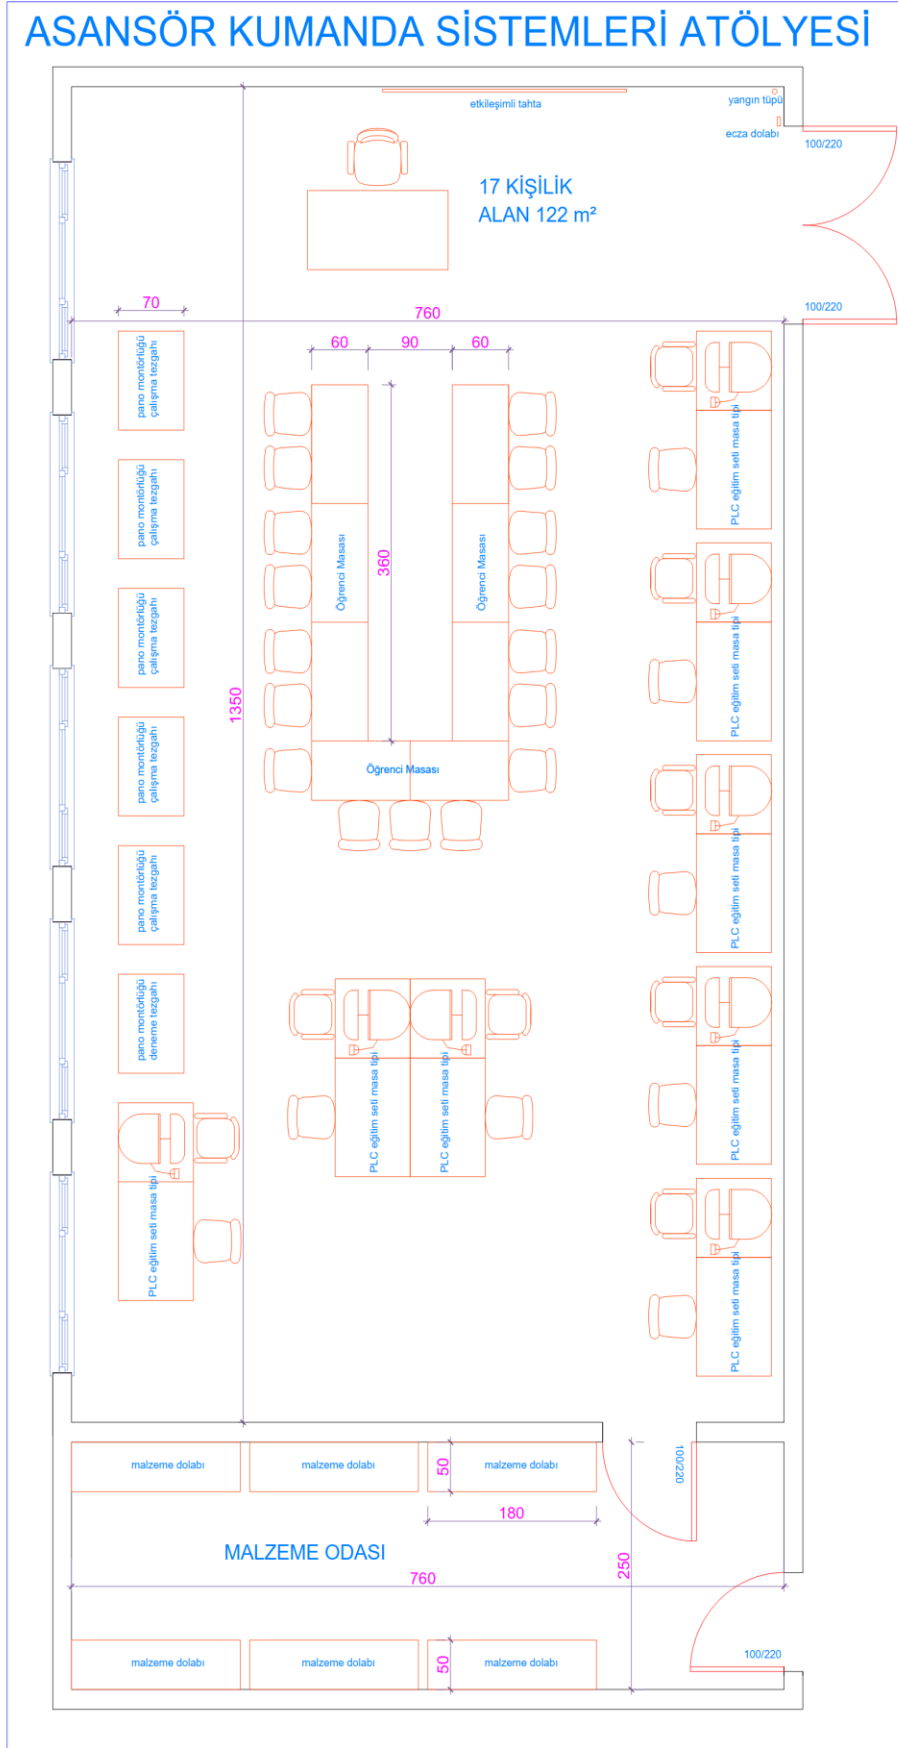 ASANSÖR KUMANDA SİSTEMLERİ ATÖLYESİ
etkileşimli tahta
yangın tüpü
ecza dolabı
100/220
17 KİŞİLİK
ALAN 122 m²
100/220
70
760
60
90
60
pano montörlüğü
çalışma tezgahı
pano montörlüğü
çalışma tezgahı
pano montörlüğü
çalışma tezgahı
pano montörlüğü
çalışma tezgahı
pano montörlüğü
çalışma tezgahı
pano montörlüğü
deneme tezgahı
1350
360
Öğrenci Masası
Öğrenci Masası
Öğrenci Masası
PLC eğitim seti masa tipi
PLC eğitim seti masa tipi
PLC eğitim seti masa tipi
PLC eğitim seti masa tipi
PLC eğitim seti masa tipi
PLC eğitim seti masa tipi
PLC eğitim seti masa tipi
PLC eğitim seti masa tipi
malzeme dolabı
malzeme dolabı
50
malzeme dolabı
100/220
180
MALZEME ODASI
250
760
malzeme dolabı
malzeme dolabı
50
malzeme dolabı
100/220